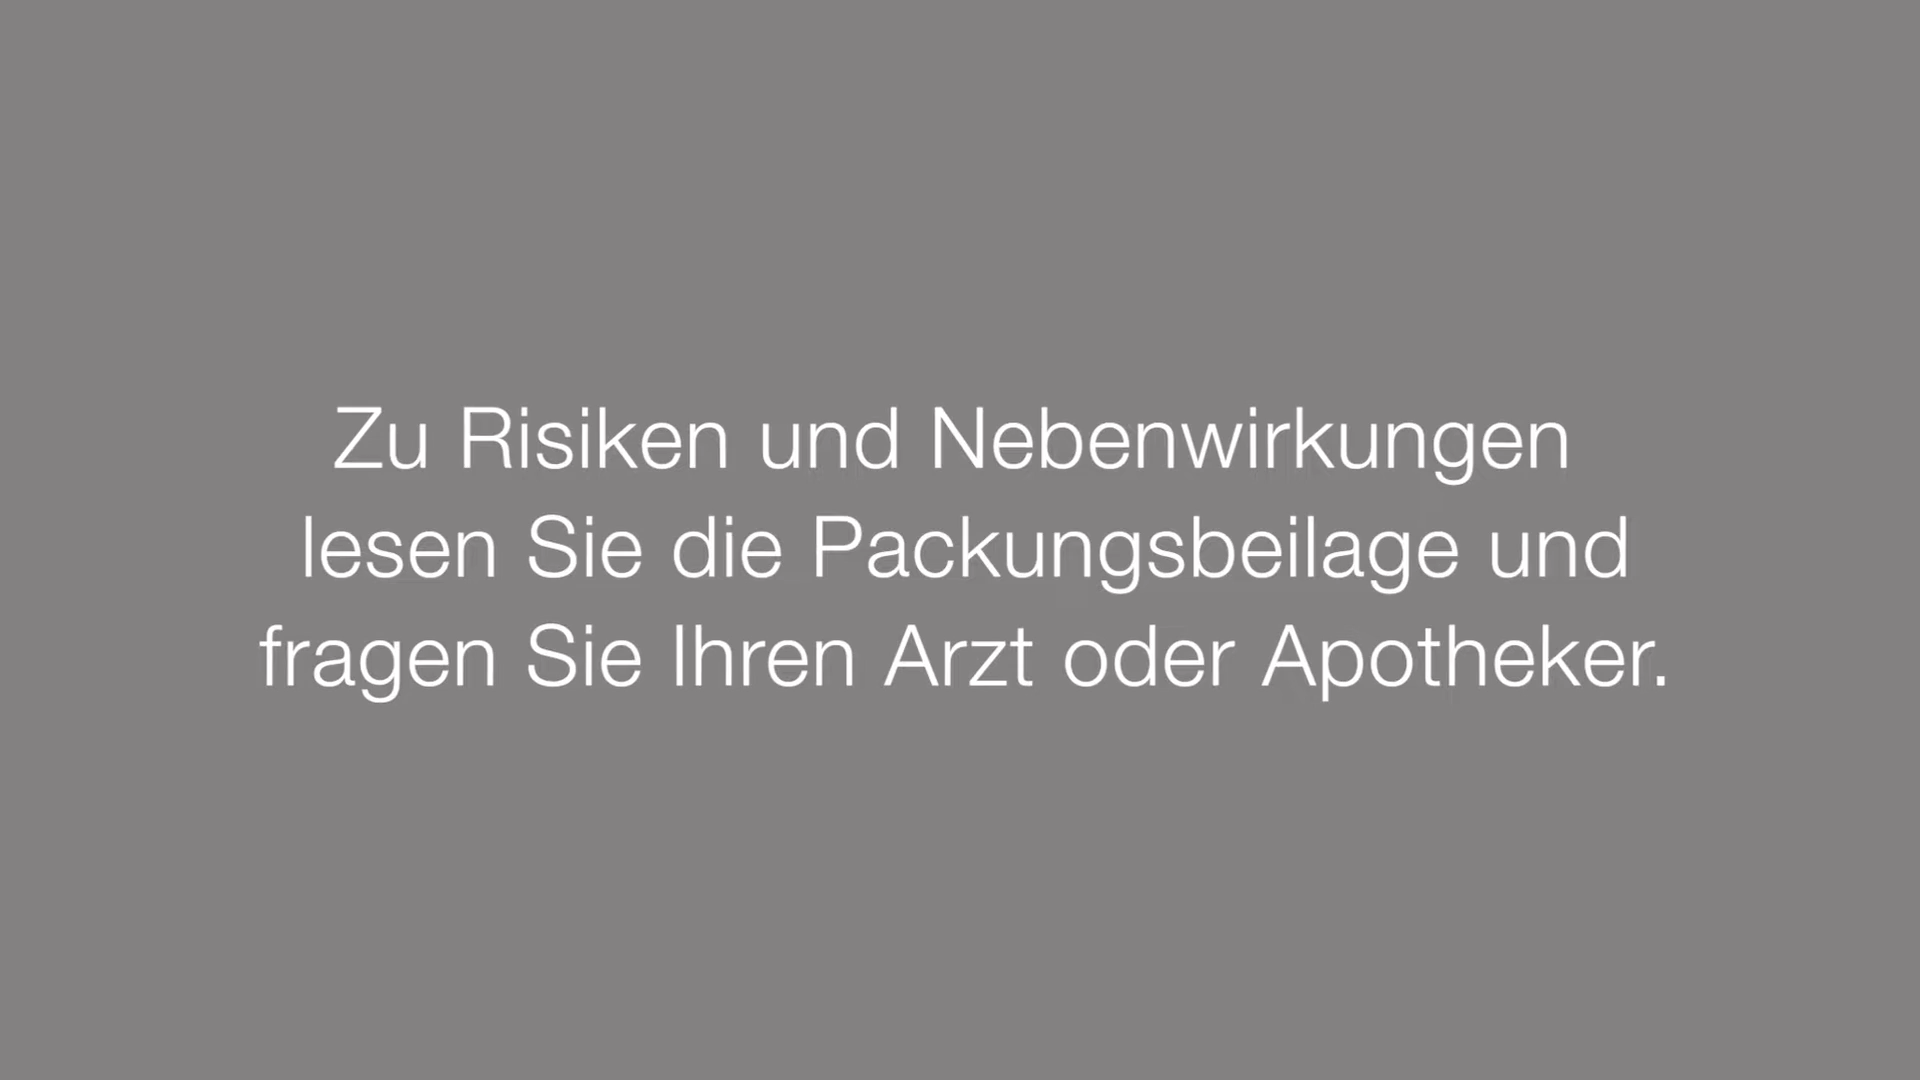 Zu Risiken und Nebenwirkungen
lesen Sie die Packungsbeilage und
fragen Sie Ihren Arzt oder Apotheker.